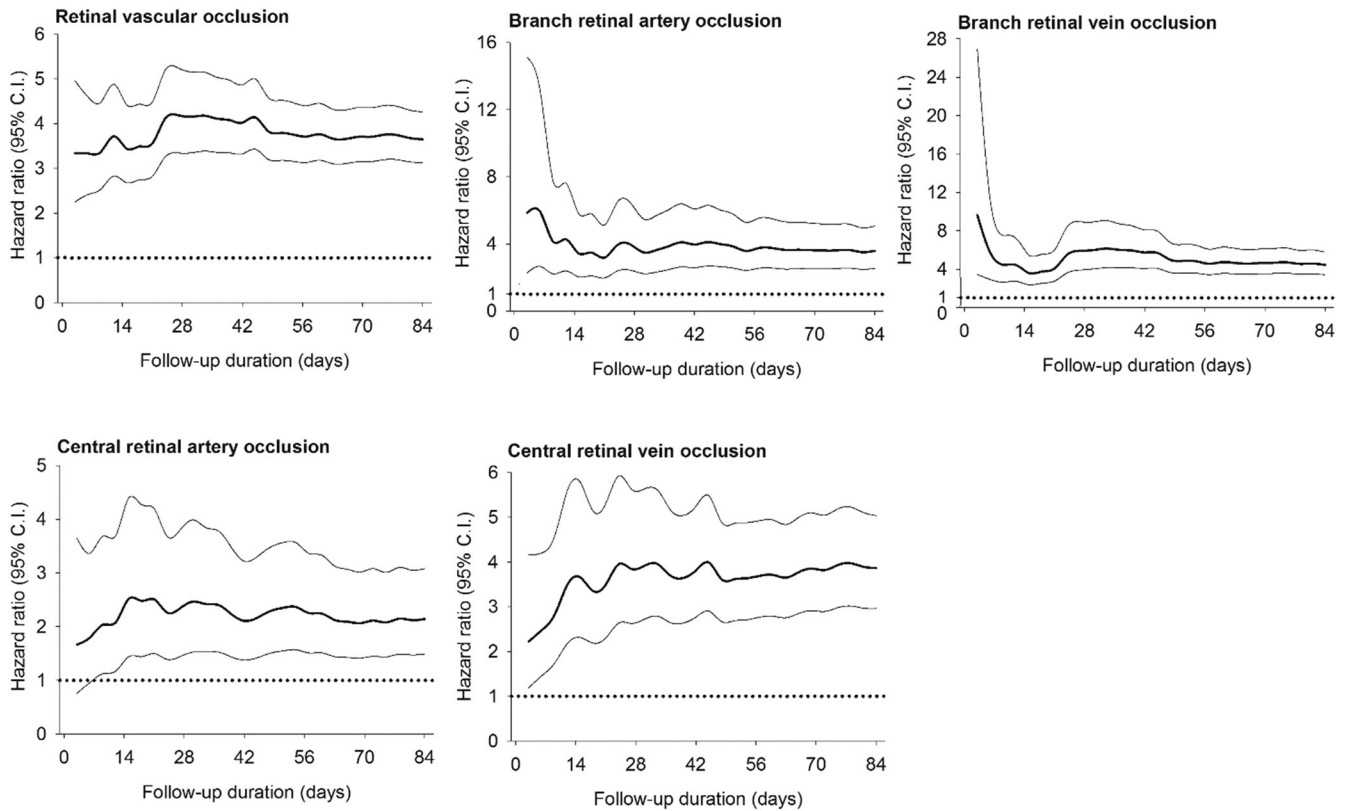 Retinal vascular occlusion
6
5
4
3
2
1
0
Hazard ratio (95% C.I.)
0 14 28 42 56 70 84
Follow-up duration (days)
Branch retinal artery occlusion
16
12
8
4
1
0
Hazard ratio (95% C.I.)
0 14 28 42 56 70 84
Follow-up duration (days)
Branch retinal vein occlusion
28
24
20
16
12
8
4
1
0
Hazard ratio (95% C.I.)
0 14 28 42 56 70 84
Follow-up duration (days)
Central retinal artery occlusion
5
4
3
2
1
0
Hazard ratio (95% C.I.)
0 14 28 42 56 70 84
Follow-up duration (days)
Central retinal vein occlusion
6
5
4
3
2
1
0
Hazard ratio (95% C.I.)
0 14 28 42 56 70 84
Follow-up duration (days)